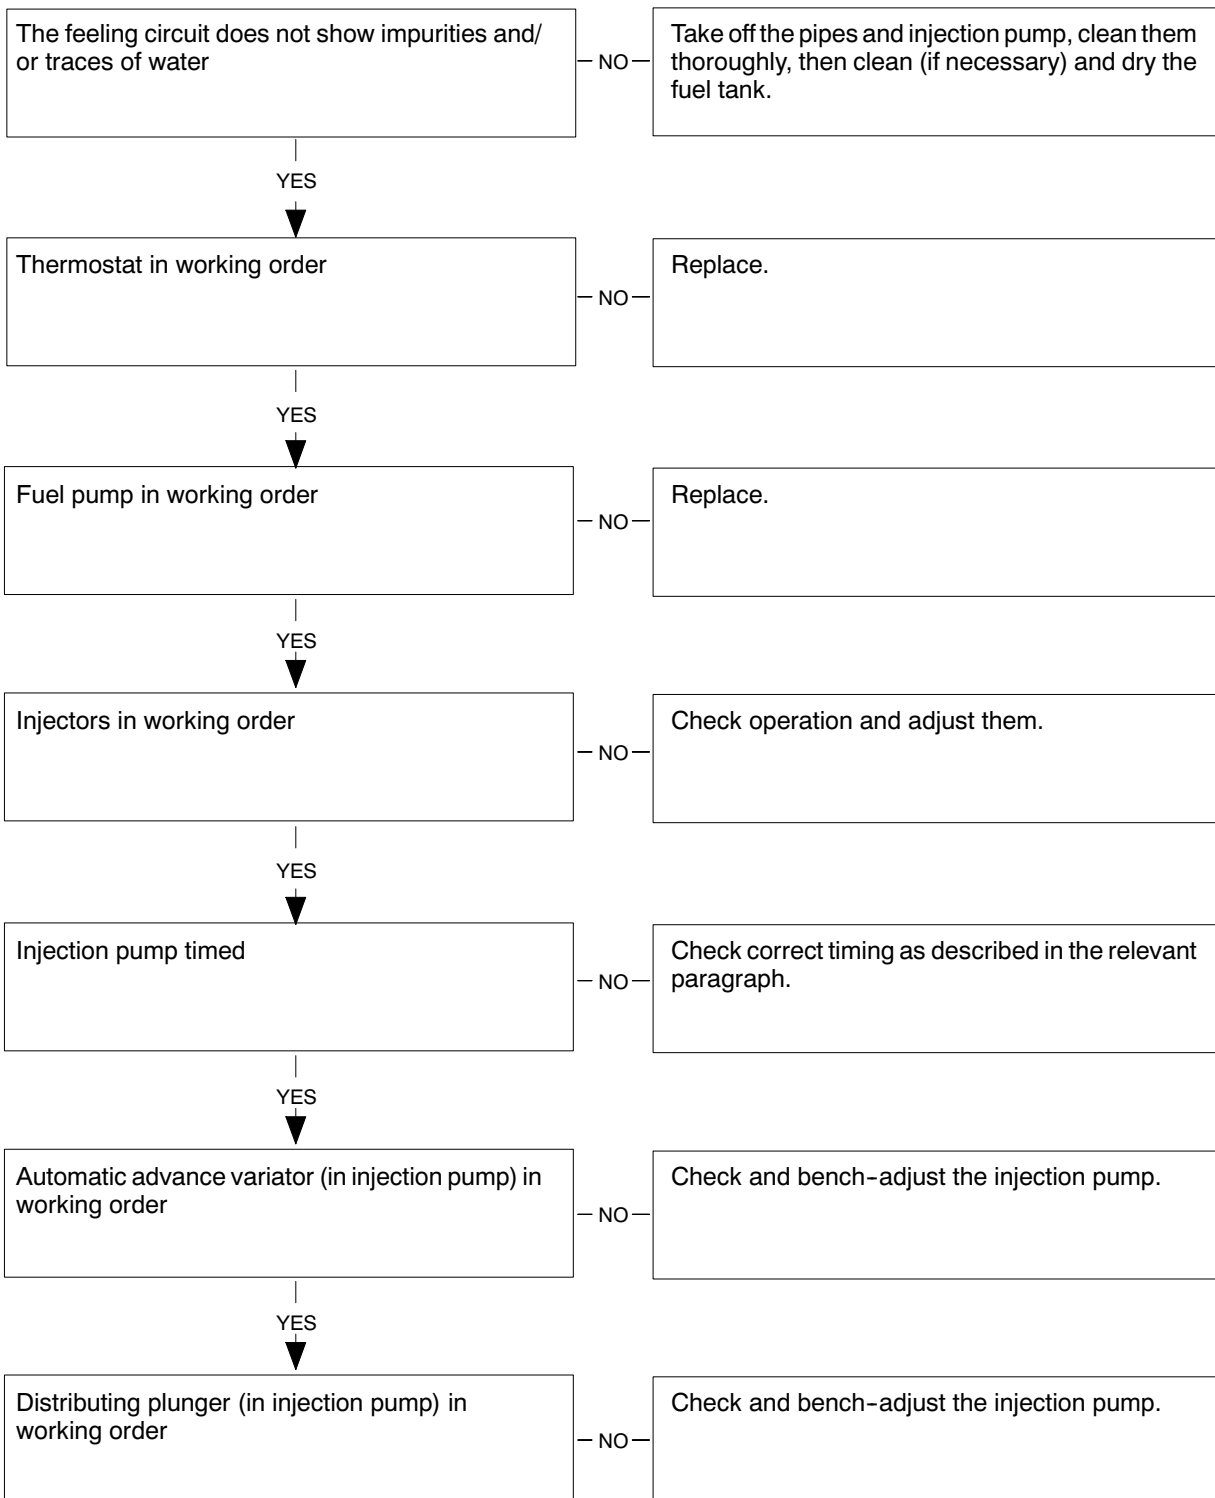 The feeling circuit does not show impurities and/
or traces of water
NO
Take off the pipes and injection pump, clean them
thoroughly, then clean (if necessary) and dry the
fuel tank.
YES
Thermostat in working order
NO
Replace.
YES
Fuel pump in working order
NO
Replace.
YES
Injectors in working order
NO
Check operation and adjust them.
YES
Injection pump timed
NO
Check correct timing as described in the relevant
paragraph.
YES
Automatic advance variator (in injection pump) in
working order
NO
Check and bench-adjust the injection pump.
YES
Distributing plunger (in injection pump) in
working order
NO
Check and bench-adjust the injection pump.